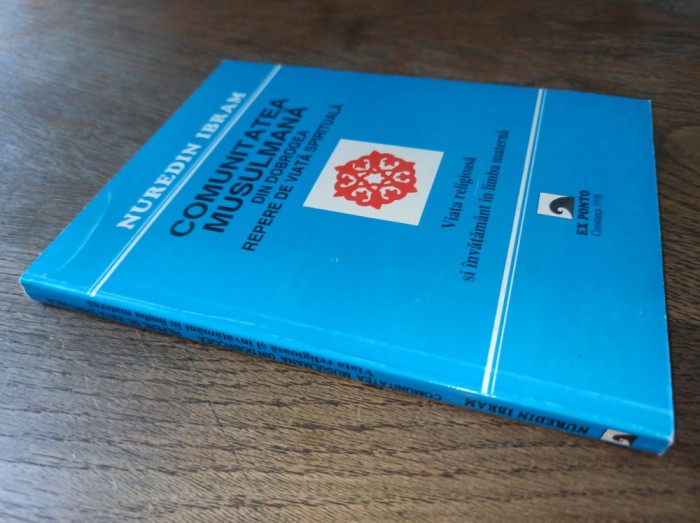 NUREDIN IBRAM
COMUNITATEA
MUSULMANĂ
DIN DOBROGEA
REPERE DE VIAȚĂ SPIRITUALĂ
Viața religioasă
și învățământ în limba maternă
EX PONTO
Constanța 1998
NUREDIN IBRAM
COMUNITATEA MUSULMANĂ DIN DOBROGEA
Viața religioasă și învățământ în limba maternă